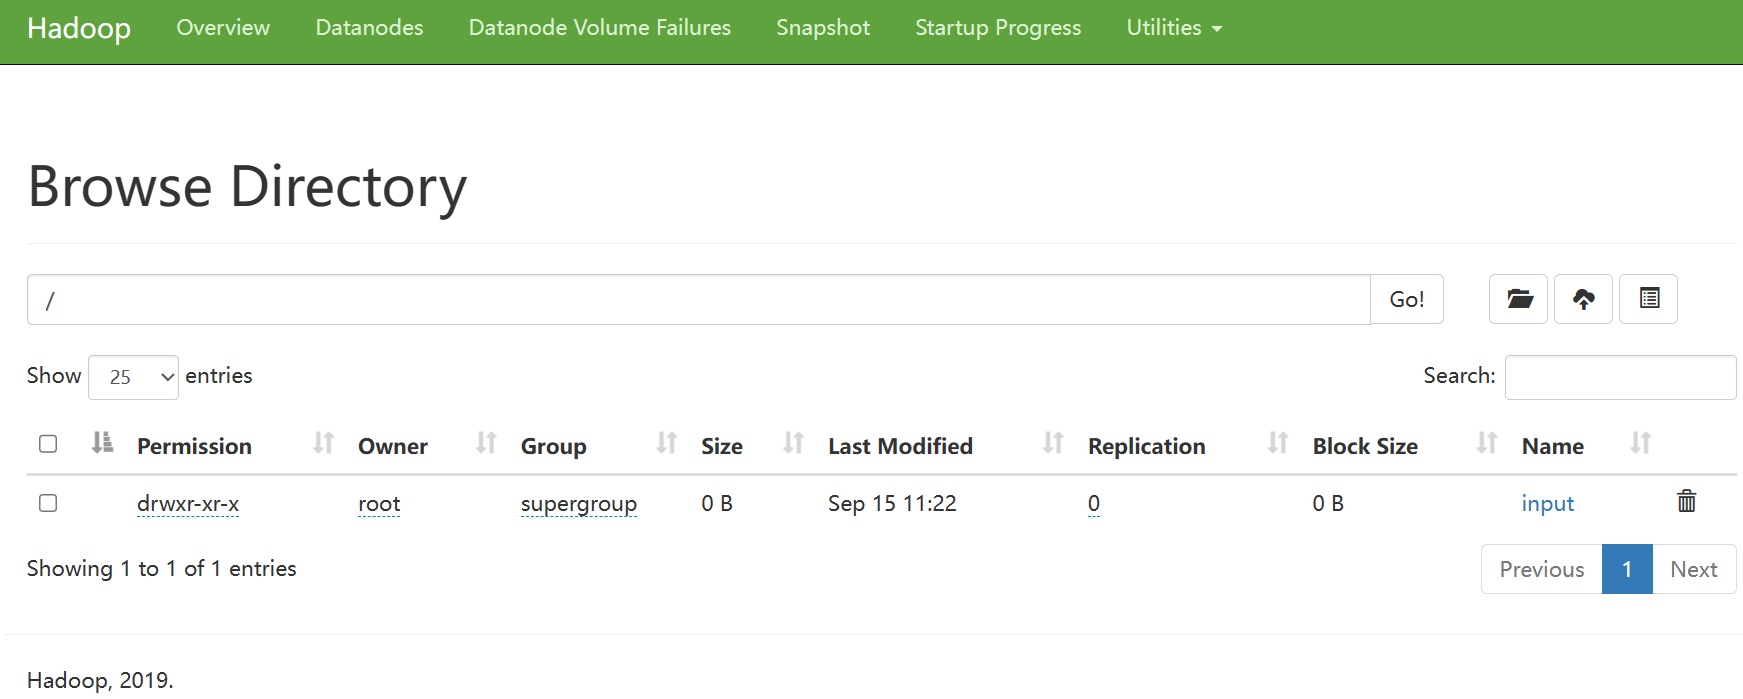 Hadoop Overview Datanodes Datanode Volume Failures Snapshot Startup Progress Utilities
Browse Directory
/ Go!
Show 25 entries Search:
Permission Owner Group Size Last Modified Replication Block Size Name
drwxr-xr-x root supergroup 0 B Sep 15 11:22 0 0 B input
Showing 1 to 1 of 1 entries Previous 1 Next
Hadoop, 2019.